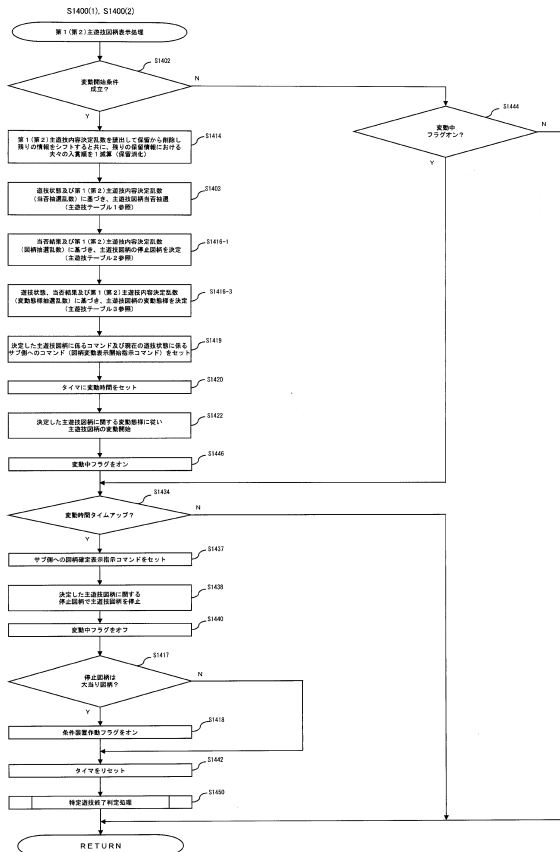 S1400(1), S1400(2)
第1(第2)主遊技図柄表示処理
S1402
変動開始条件
成立?
N
Y
S1444
変動中
フラグオン?
N
Y
S1414
第1(第2)主遊技内容決定乱数を読出して保留から削除し
残りの情報をシフトすると共に、残りの保留情報における
夫々の入賞順を1減算(保留消化)
S1403
遊技状態及び第1(第2)主遊技内容決定乱数
(当否抽選乱数)に基づき、主遊技図柄当否抽選
(主遊技テーブル1参照)
S1416-1
当否結果及び第1(第2)主遊技内容決定乱数
(図柄抽選乱数)に基づき、主遊技図柄の停止図柄を決定
(主遊技テーブル2参照)
S1416-3
遊技状態、当否結果及び第1(第2)主遊技内容決定乱数
(変動態様抽選乱数)に基づき、主遊技図柄の変動態様を決定
(主遊技テーブル3参照)
S1419
決定した主遊技図柄に係るコマンド及び現在の遊技状態に係る
サブ側へのコマンド(図柄変動表示開始指示コマンド)をセット
S1420
タイマに変動時間をセット
S1422
決定した主遊技図柄に関する変動態様に従い
主遊技図柄の変動開始
S1446
変動中フラグをオン
S1434
変動時間タイムアップ?
N
Y
S1437
サブ側への図柄確定表示指示コマンドをセット
S1438
決定した主遊技図柄に関する
停止図柄で主遊技図柄を停止
S1440
変動中フラグをオフ
S1417
停止図柄は
大当り図柄?
N
Y
S1418
条件装置作動フラグをオン
S1442
タイマをリセット
S1450
特定遊技終了判定処理
RETURN